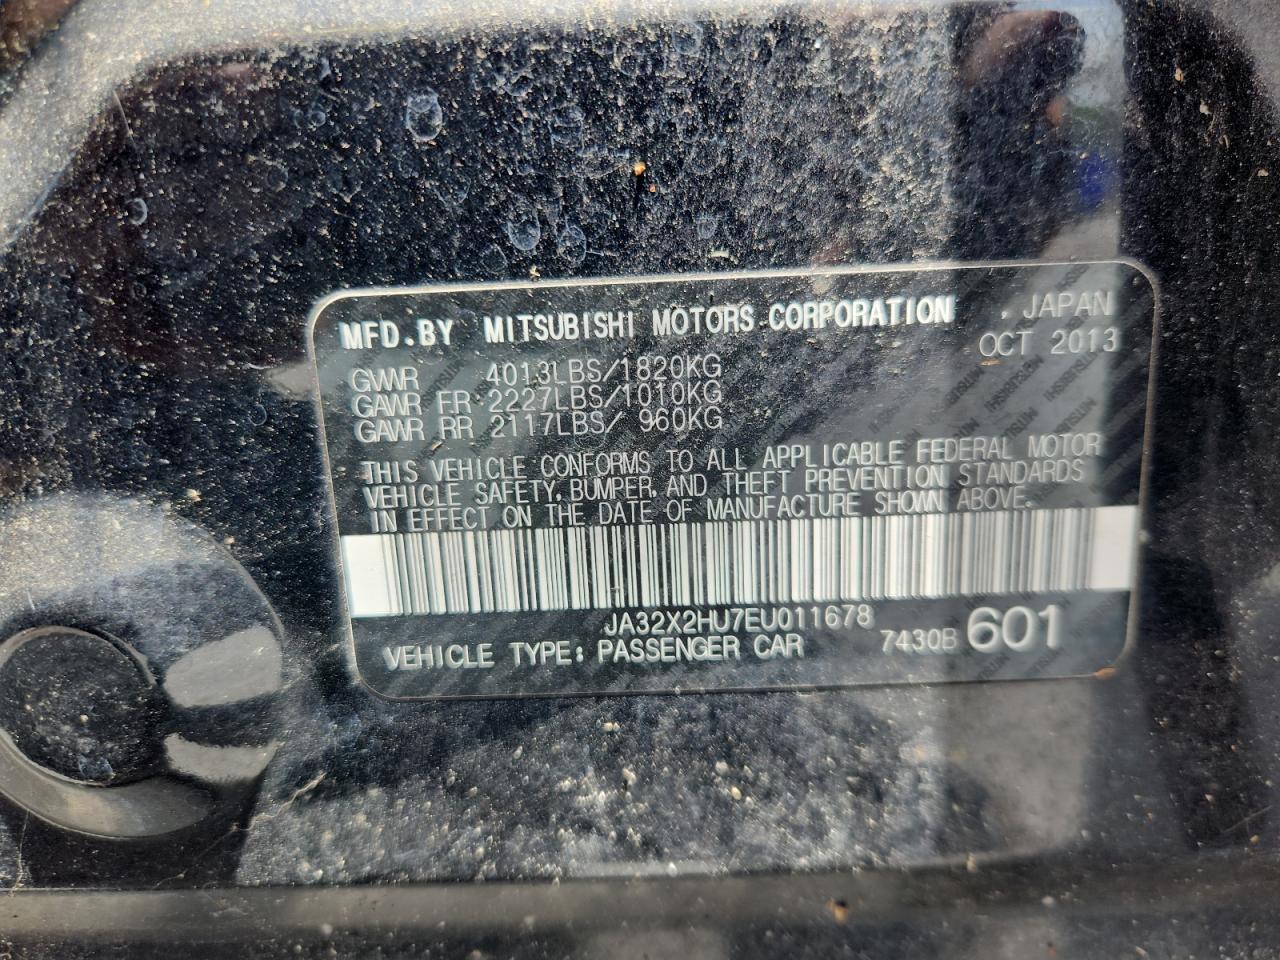 MFD.BY MITSUBISHI MOTORS CORPORATION , JAPAN
OCT 2013
GVWR 4013LBS/1820KG
GAWR FR 2227LBS/1010KG
GAWR RR 2117LBS/ 960KG
THIS VEHICLE CONFORMS TO ALL APPLICABLE FEDERAL MOTOR
VEHICLE SAFETY, BUMPER, AND THEFT PREVENTION STANDARDS
IN EFFECT ON THE DATE OF MANUFACTURE SHOWN ABOVE.
JA32X2HU7EU011678
VEHICLE TYPE: PASSENGER CAR 7430B 601